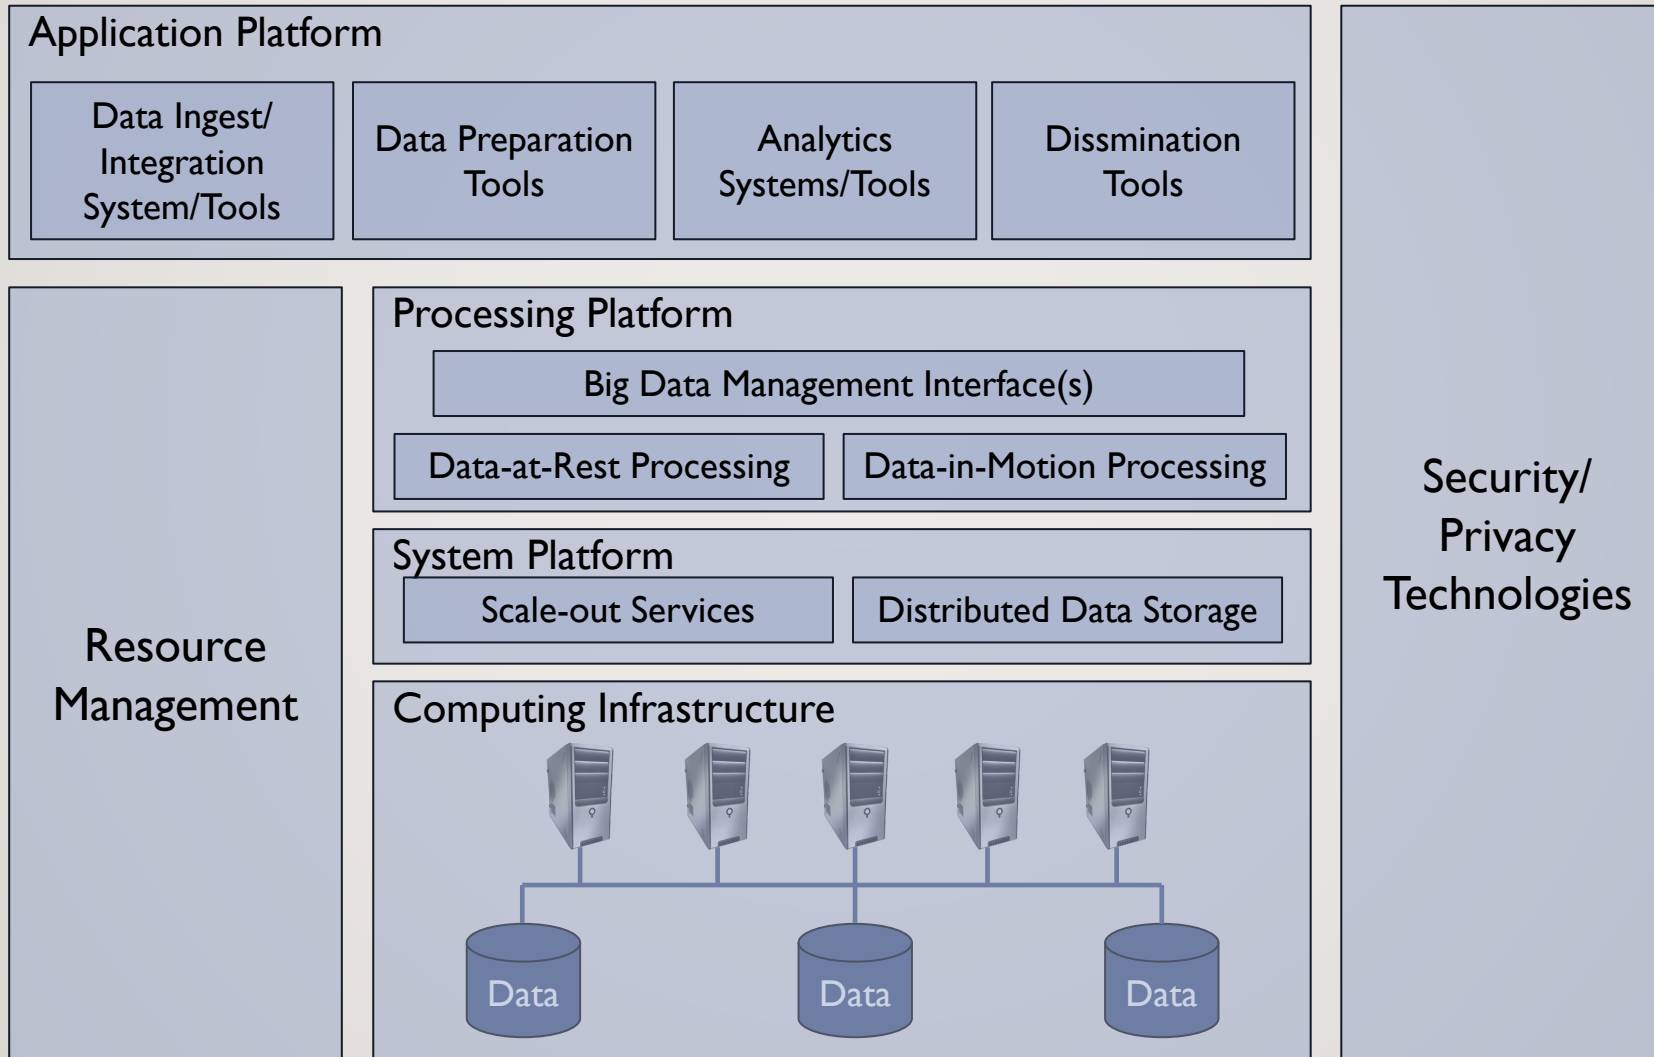 Application Platform
Data Ingest/
Integration
System/Tools
Data Preparation
Tools
Analytics
Systems/Tools
Dissmination
Tools
Resource
Management
Processing Platform
Big Data Management Interface(s)
Data-at-Rest Processing
Data-in-Motion Processing
System Platform
Scale-out Services
Distributed Data Storage
Computing Infrastructure
Data
Data
Data
Security/
Privacy
Technologies